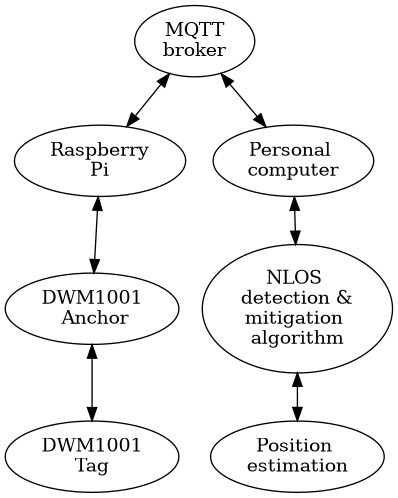 MQTT
broker
Raspberry
Pi
Personal
computer
DWM1001
Anchor
NLOS
detection &
mitigation
algorithm
DWM1001
Tag
Position
estimation